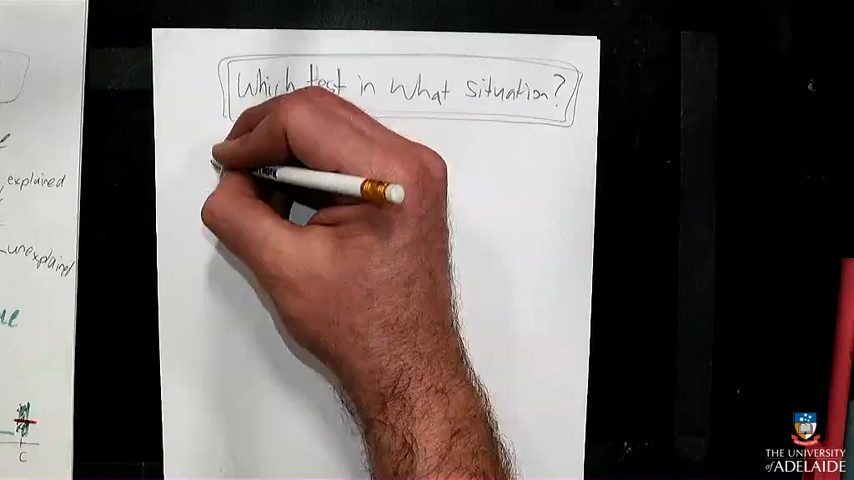 Which test in what situation?
explained
unexplained
C
THE UNIVERSITY
of ADELAIDE